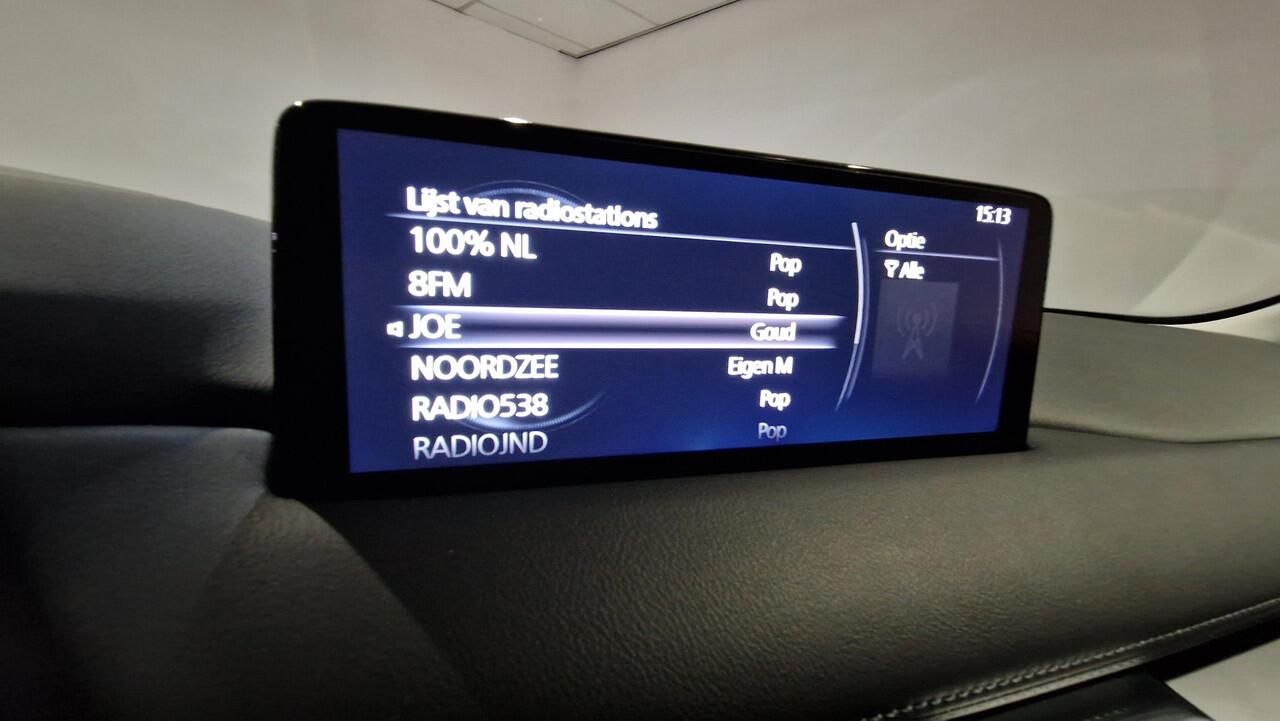 15:13
Lijst van radiostations
Optie
100% NL Pop
Alle
8FM Pop
JOE Goud
NOORDZEE Eigen M
RADIO538 Pop
RADIOJND Pop